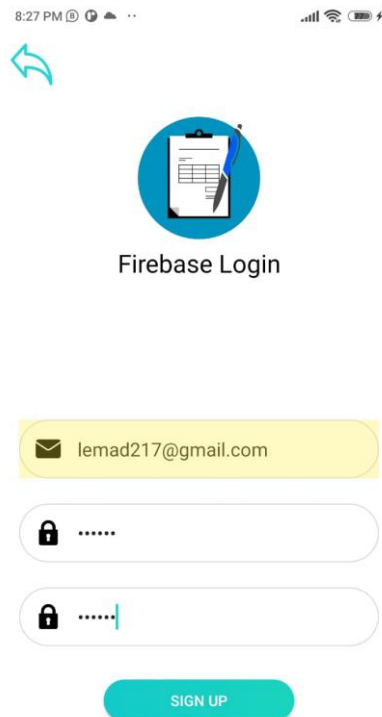 8:27 PM
Firebase Login
lemad217@gmail.com
••••••
••••••
SIGN UP